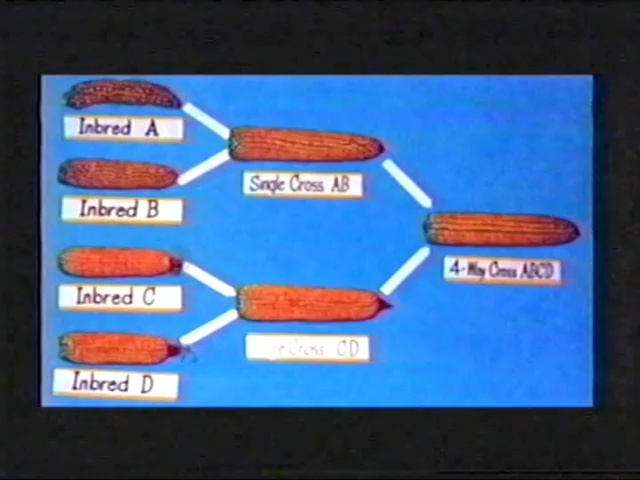 Inbred A
Inbred B
Single Cross AB
Inbred C
Inbred D
Cross CD
4-Way Cross ABCD